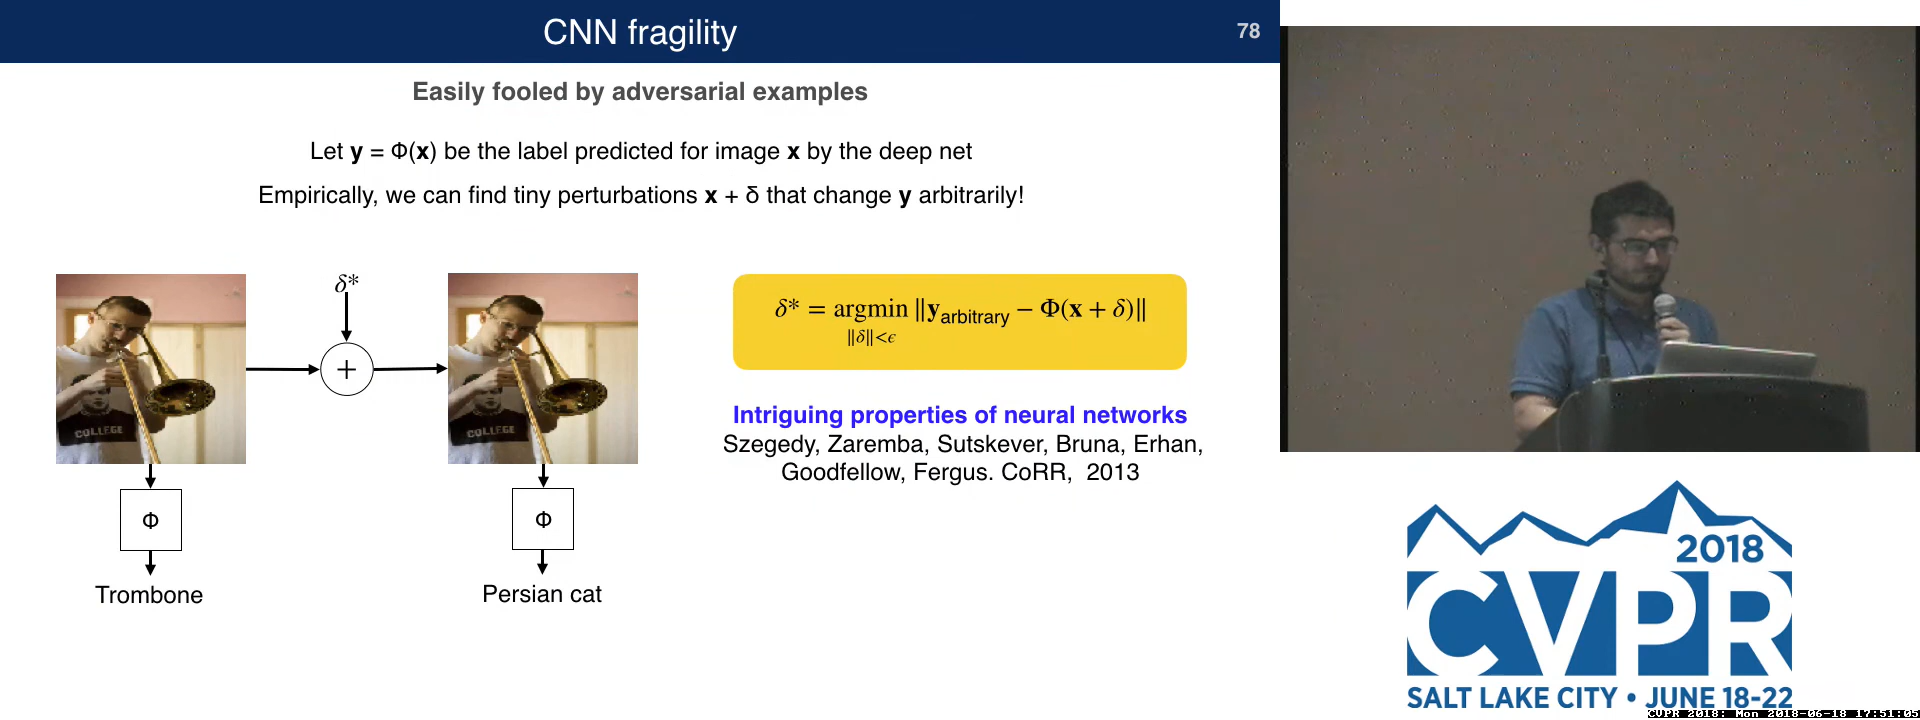 CNN fragility
78
Easily fooled by adversarial examples
Let y = Φ(x) be the label predicted for image x by the deep net
Empirically, we can find tiny perturbations x + δ that change y arbitrarily!
δ*
+
COLLEGE
COLLEGE
Φ
Φ
Trombone
Persian cat
δ* = argmin ‖y_arbitrary − Φ(x + δ)‖
‖δ‖<ϵ
Intriguing properties of neural networks
Szegedy, Zaremba, Sutskever, Bruna, Erhan,
Goodfellow, Fergus. CoRR, 2013
2018
CVPR
SALT LAKE CITY • JUNE 18-22
CVPR 2018: Mon 2018-06-18 17:51:05